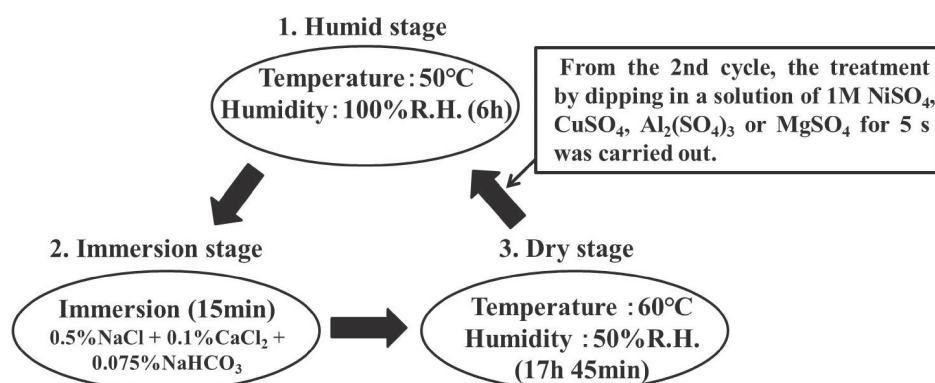 1. Humid stage
Temperature : 50°C
Humidity : 100%R.H. (6h)
From the 2nd cycle, the treatment
by dipping in a solution of 1M NiSO₄,
CuSO₄, Al₂(SO₄)₃ or MgSO₄ for 5 s
was carried out.
2. Immersion stage
Immersion (15min)
0.5%NaCl + 0.1%CaCl₂ +
0.075%NaHCO₃
3. Dry stage
Temperature : 60°C
Humidity : 50%R.H.
(17h 45min)